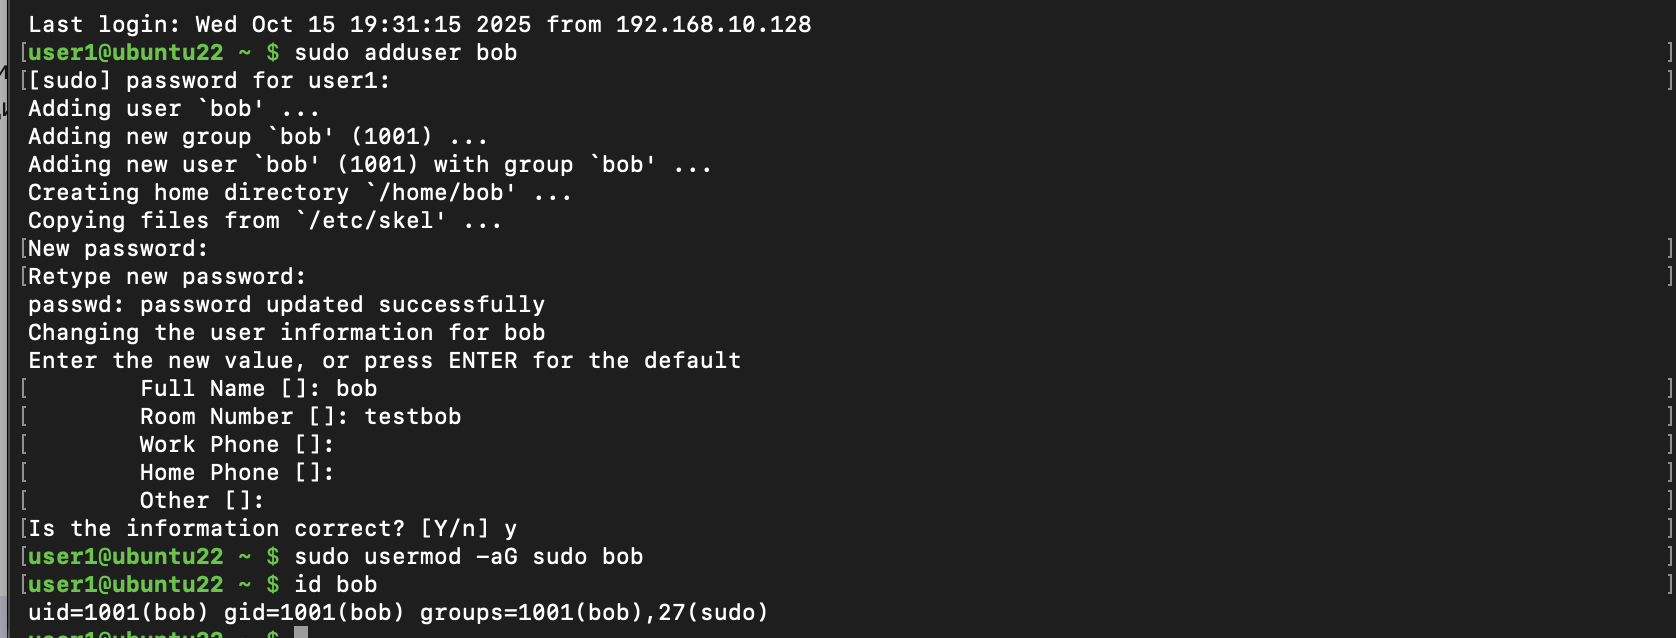 Last login: Wed Oct 15 19:31:15 2025 from 192.168.10.128
[user1@ubuntu22 ~ $ sudo adduser bob ]
[[sudo] password for user1: ]
Adding user `bob' ...
Adding new group `bob' (1001) ...
Adding new user `bob' (1001) with group `bob' ...
Creating home directory `/home/bob' ...
Copying files from `/etc/skel' ...
[New password: ]
[Retype new password: ]
passwd: password updated successfully
Changing the user information for bob
Enter the new value, or press ENTER for the default
[ Full Name []: bob ]
[ Room Number []: testbob ]
[ Work Phone []: ]
[ Home Phone []: ]
[ Other []: ]
[Is the information correct? [Y/n] y ]
[user1@ubuntu22 ~ $ sudo usermod -aG sudo bob ]
[user1@ubuntu22 ~ $ id bob ]
uid=1001(bob) gid=1001(bob) groups=1001(bob),27(sudo)
user1@ubuntu22 ~ $